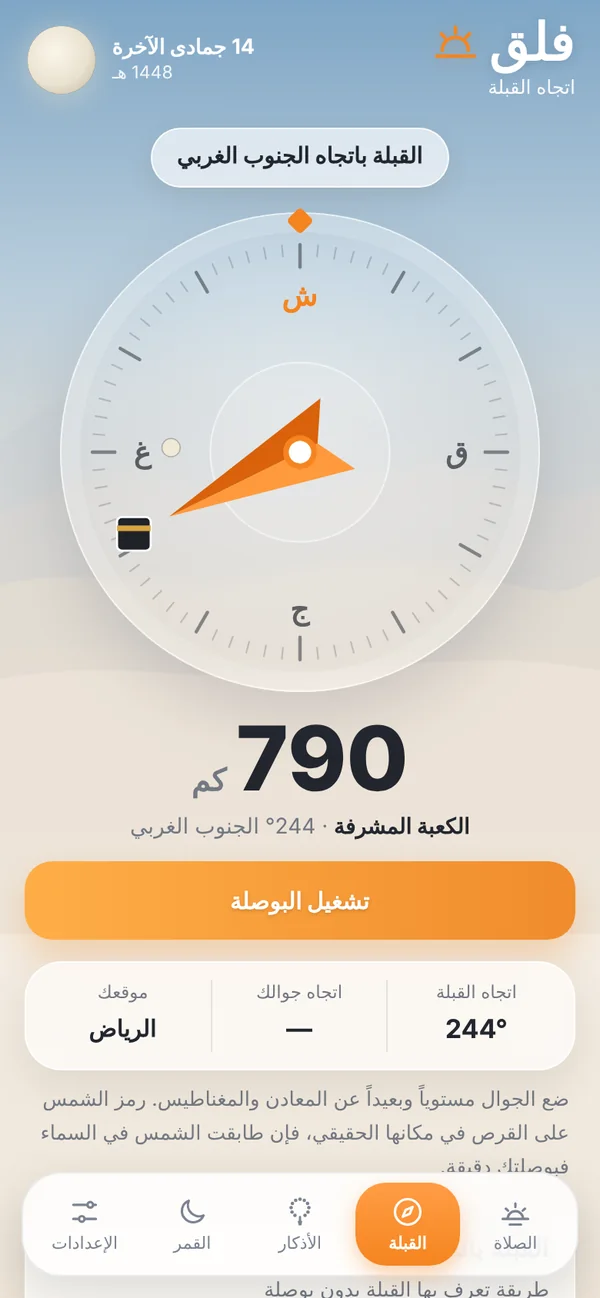 فلق
اتجاه القبلة
14 جمادى الآخرة
1448 هـ
القبلة باتجاه الجنوب الغربي
ش
غ
ق
ج
790 كم
الكعبة المشرفة · 244° الجنوب الغربي
تشغيل البوصلة
اتجاه القبلة
244°
اتجاه جوالك
—
موقعك
الرياض
ضع الجوال مستوياً وبعيداً عن المعادن والمغناطيس. رمز الشمس
على القرص في مكانها الحقيقي، فإن طابقت الشمس في السماء
فبوصلتك دقيقة.
طريقة تعرف بها القبلة بدون بوصلة
الصلاة
القبلة
الأذكار
القمر
الإعدادات